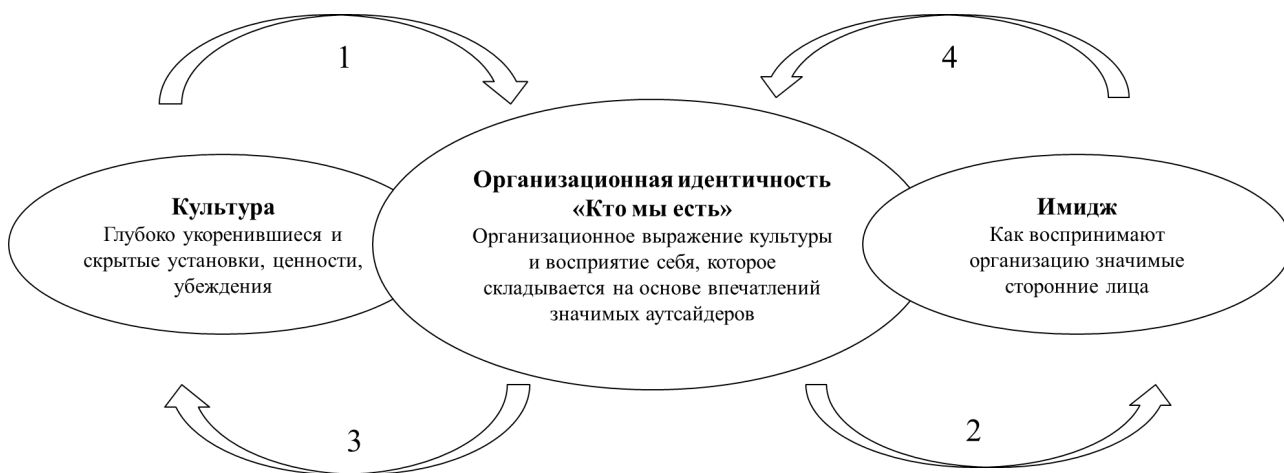 1
4
Организационная идентичность
«Кто мы есть»
Организационное выражение культуры
и восприятие себя, которое
складывается на основе впечатлений
значимых аутсайдеров
Культура
Глубоко укоренившиеся и
скрытые установки, ценности,
убеждения
Имидж
Как воспринимают
организацию значимые
сторонние лица
3
2